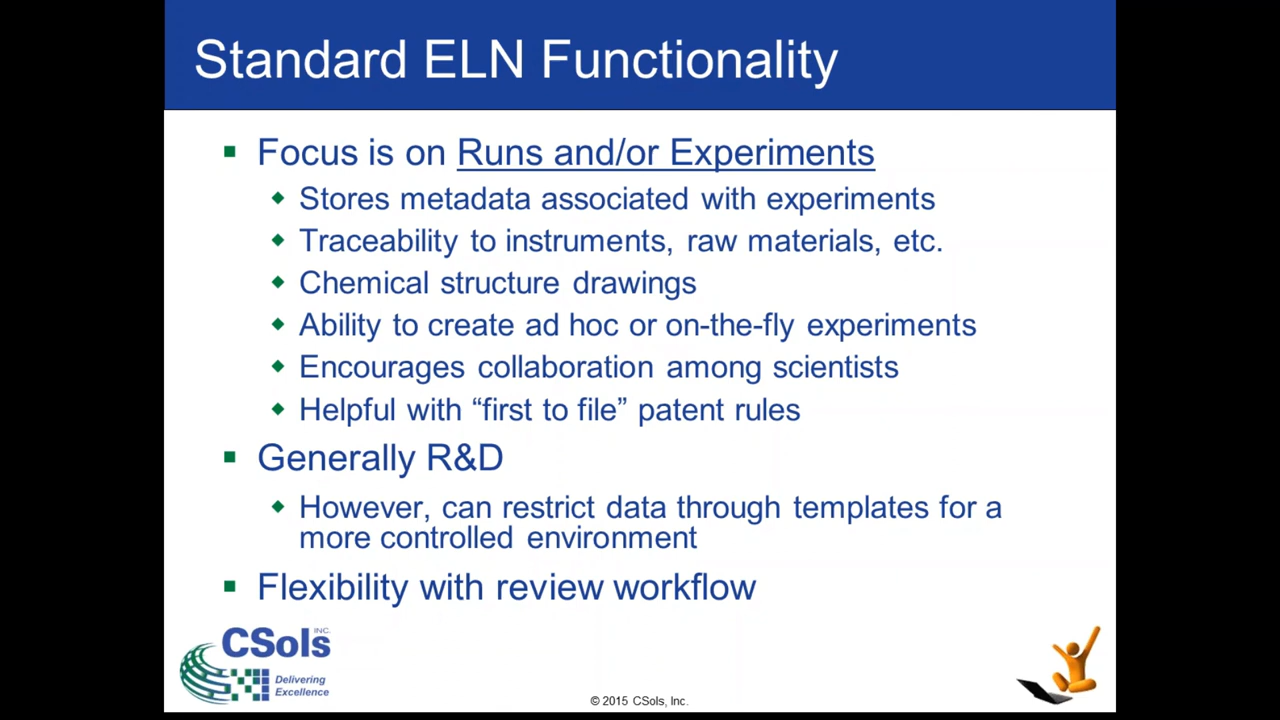 Standard ELN Functionality
Focus is on Runs and/or Experiments
Stores metadata associated with experiments
Traceability to instruments, raw materials, etc.
Chemical structure drawings
Ability to create ad hoc or on-the-fly experiments
Encourages collaboration among scientists
Helpful with “first to file” patent rules
Generally R&D
However, can restrict data through templates for a
more controlled environment
Flexibility with review workflow
CSols INC.
Delivering
Excellence
© 2015 CSols, Inc.